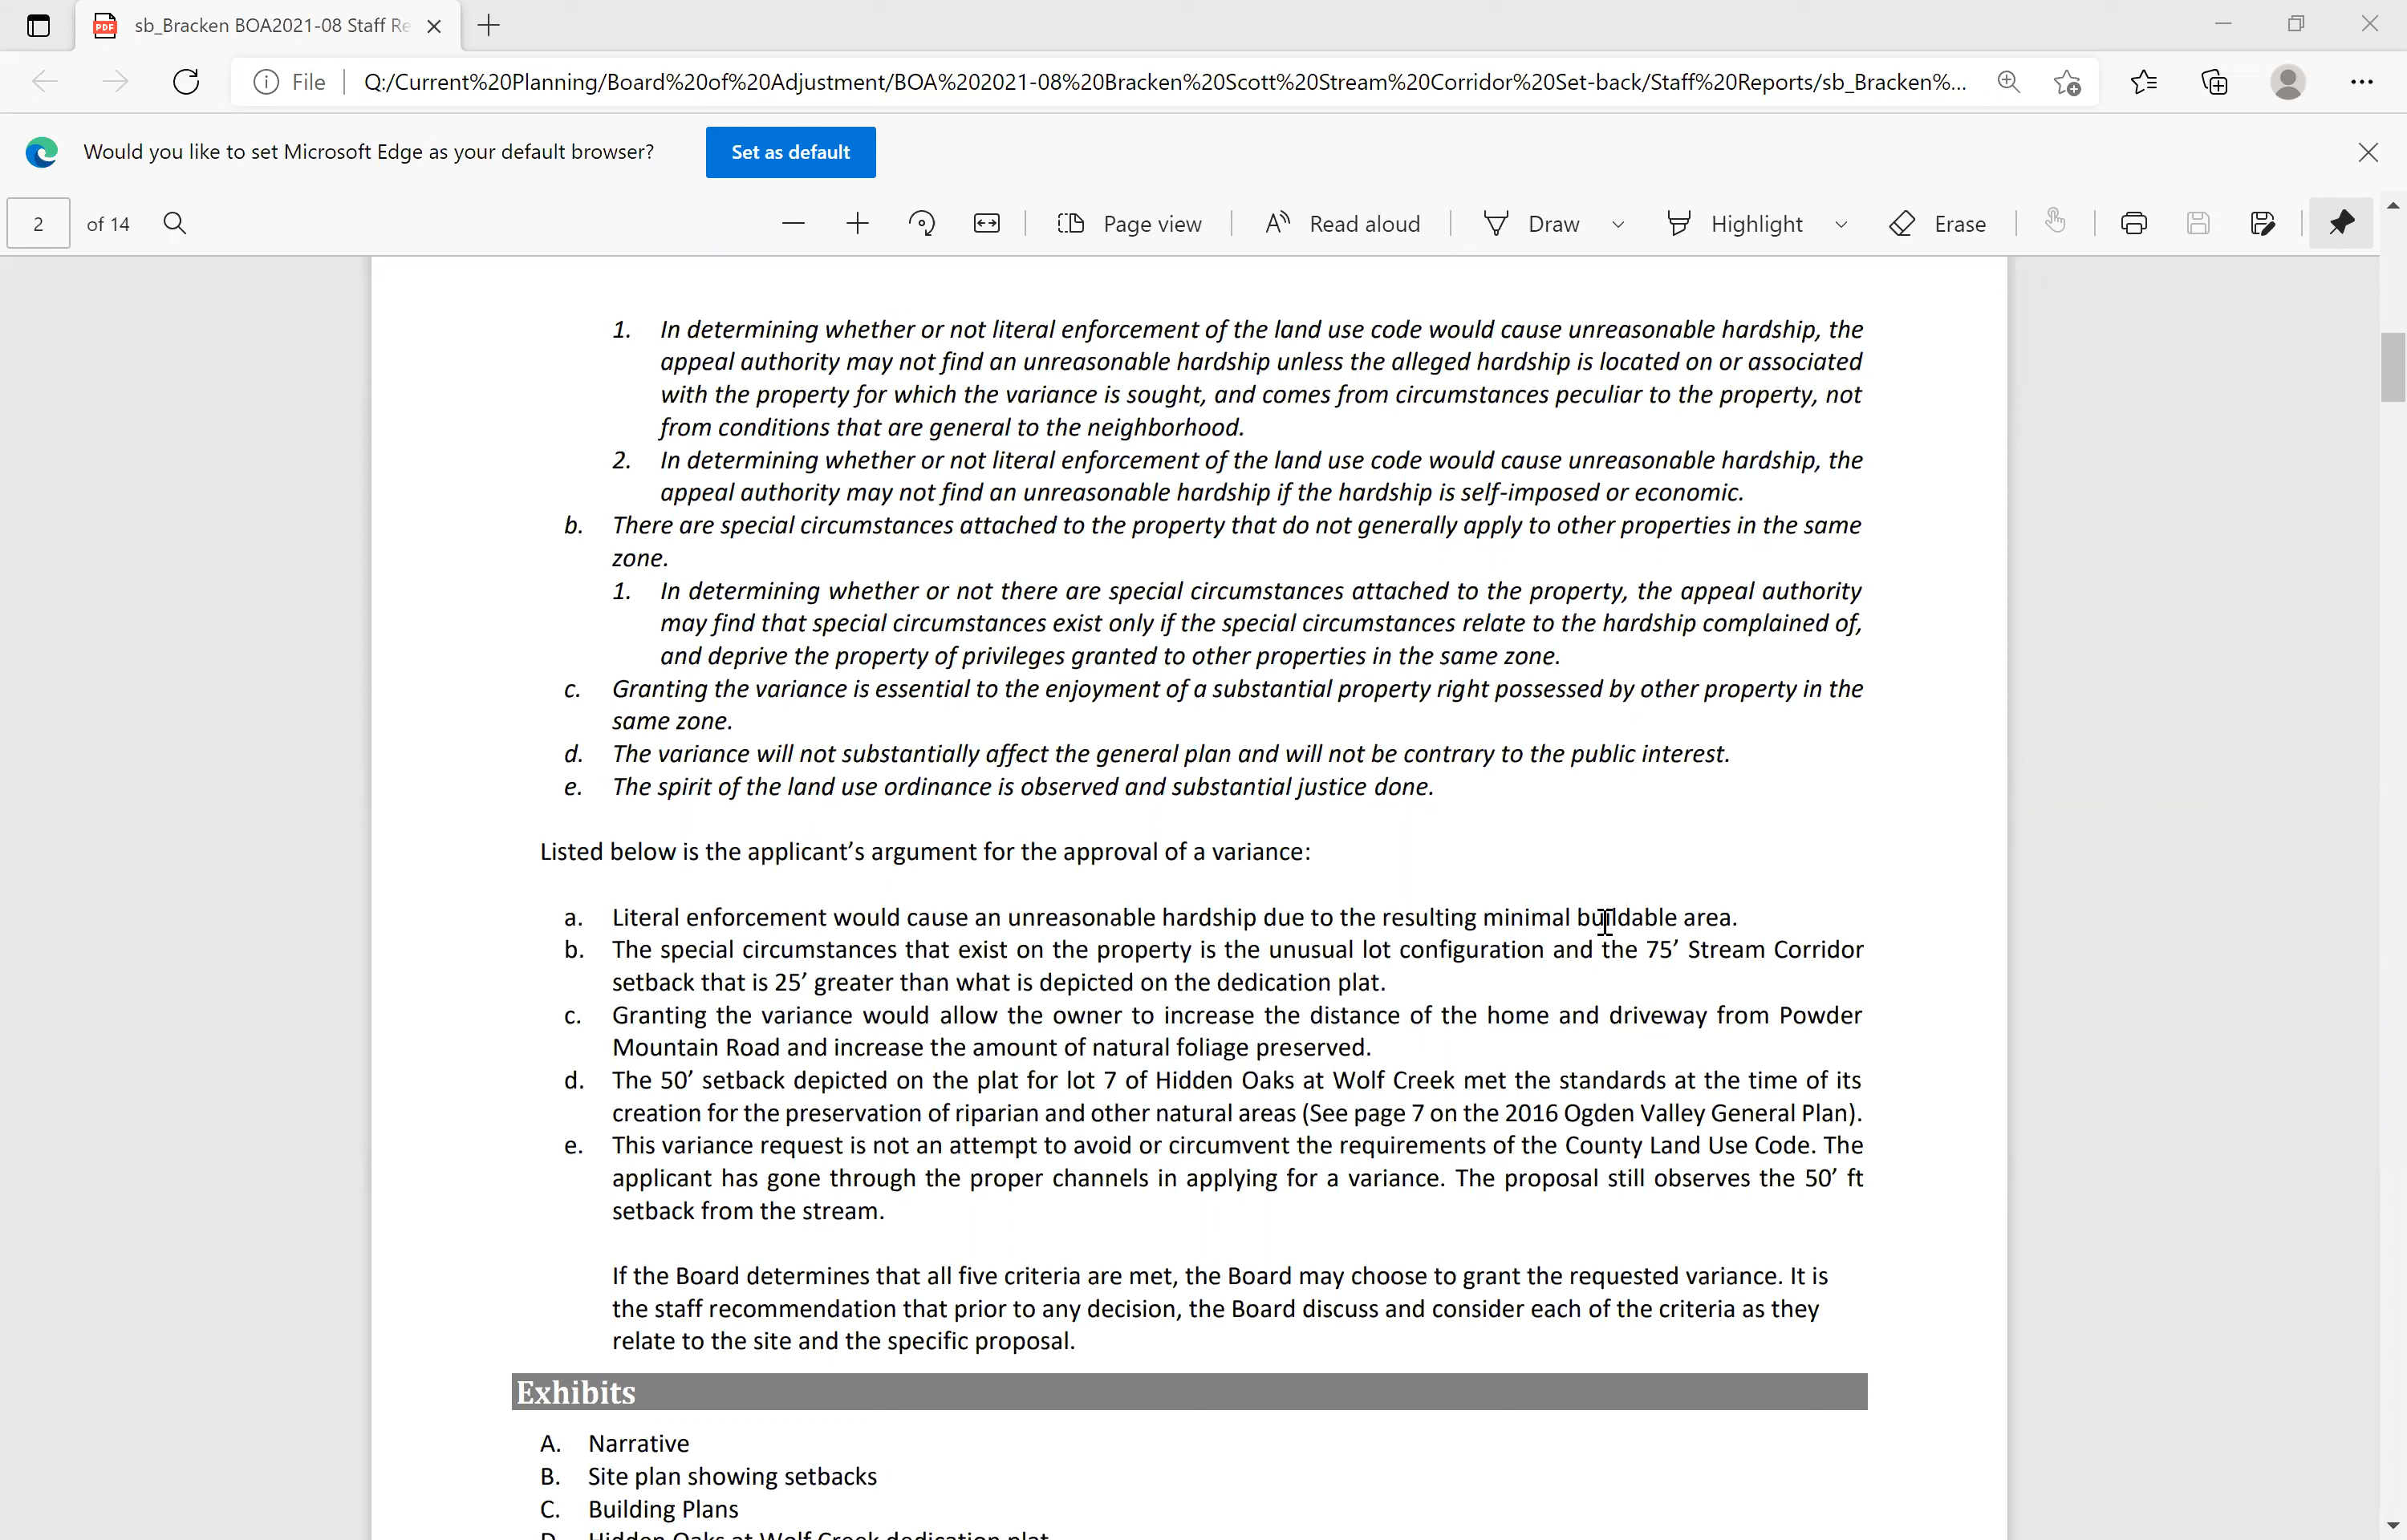 sb_Bracken BOA2021-08 Staff Re
File
Q:/Current%20Planning/Board%20of%20Adjustment/BOA%202021-08%20Bracken%20Scott%20Stream%20Corridor%20Set-back/Staff%20Reports/sb_Bracken%...
Would you like to set Microsoft Edge as your default browser? Set as default
2 of 14 Page view Read aloud Draw Highlight Erase
1. In determining whether or not literal enforcement of the land use code would cause unreasonable hardship, the
appeal authority may not find an unreasonable hardship unless the alleged hardship is located on or associated
with the property for which the variance is sought, and comes from circumstances peculiar to the property, not
from conditions that are general to the neighborhood.
2. In determining whether or not literal enforcement of the land use code would cause unreasonable hardship, the
appeal authority may not find an unreasonable hardship if the hardship is self-imposed or economic.
b. There are special circumstances attached to the property that do not generally apply to other properties in the same
zone.
1. In determining whether or not there are special circumstances attached to the property, the appeal authority
may find that special circumstances exist only if the special circumstances relate to the hardship complained of,
and deprive the property of privileges granted to other properties in the same zone.
c. Granting the variance is essential to the enjoyment of a substantial property right possessed by other property in the
same zone.
d. The variance will not substantially affect the general plan and will not be contrary to the public interest.
e. The spirit of the land use ordinance is observed and substantial justice done.
Listed below is the applicant's argument for the approval of a variance:
a. Literal enforcement would cause an unreasonable hardship due to the resulting minimal buildable area.
b. The special circumstances that exist on the property is the unusual lot configuration and the 75' Stream Corridor
setback that is 25' greater than what is depicted on the dedication plat.
c. Granting the variance would allow the owner to increase the distance of the home and driveway from Powder
Mountain Road and increase the amount of natural foliage preserved.
d. The 50' setback depicted on the plat for lot 7 of Hidden Oaks at Wolf Creek met the standards at the time of its
creation for the preservation of riparian and other natural areas (See page 7 on the 2016 Ogden Valley General Plan).
e. This variance request is not an attempt to avoid or circumvent the requirements of the County Land Use Code. The
applicant has gone through the proper channels in applying for a variance. The proposal still observes the 50' ft
setback from the stream.
If the Board determines that all five criteria are met, the Board may choose to grant the requested variance. It is
the staff recommendation that prior to any decision, the Board discuss and consider each of the criteria as they
relate to the site and the specific proposal.
Exhibits
A. Narrative
B. Site plan showing setbacks
C. Building Plans
D. Hidden Oaks at Wolf Creek dedication plat